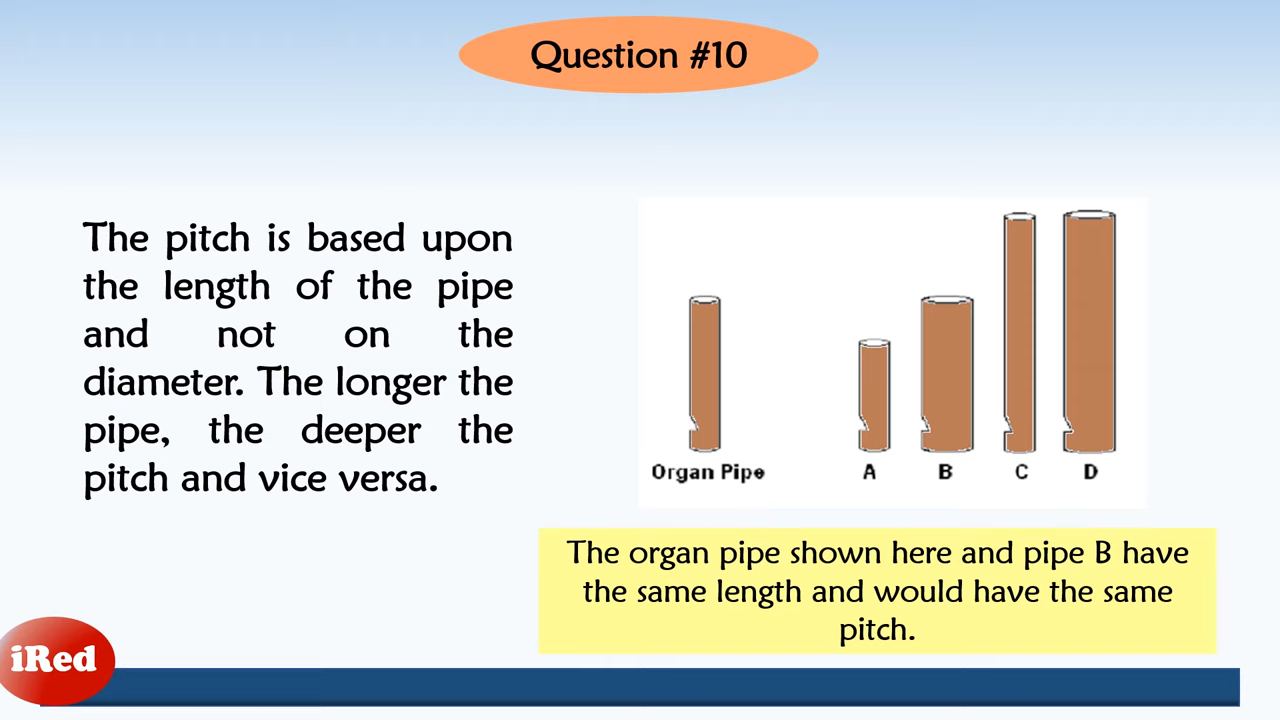 Question #10
The pitch is based upon
the length of the pipe
and not on the
diameter. The longer the
pipe, the deeper the
pitch and vice versa.
Organ Pipe A B C D
The organ pipe shown here and pipe B have
the same length and would have the same
pitch.
iRed